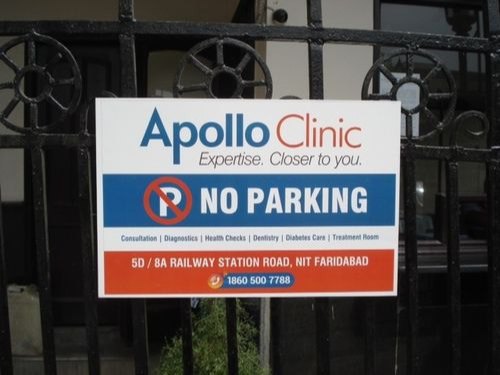 Apollo Clinic
Expertise. Closer to you.
P NO PARKING
Consultation | Diagnostics | Health Checks | Dentistry | Diabetes Care | Treatment Room
5D / 8A RAILWAY STATION ROAD, NIT FARIDABAD
1860 500 7788